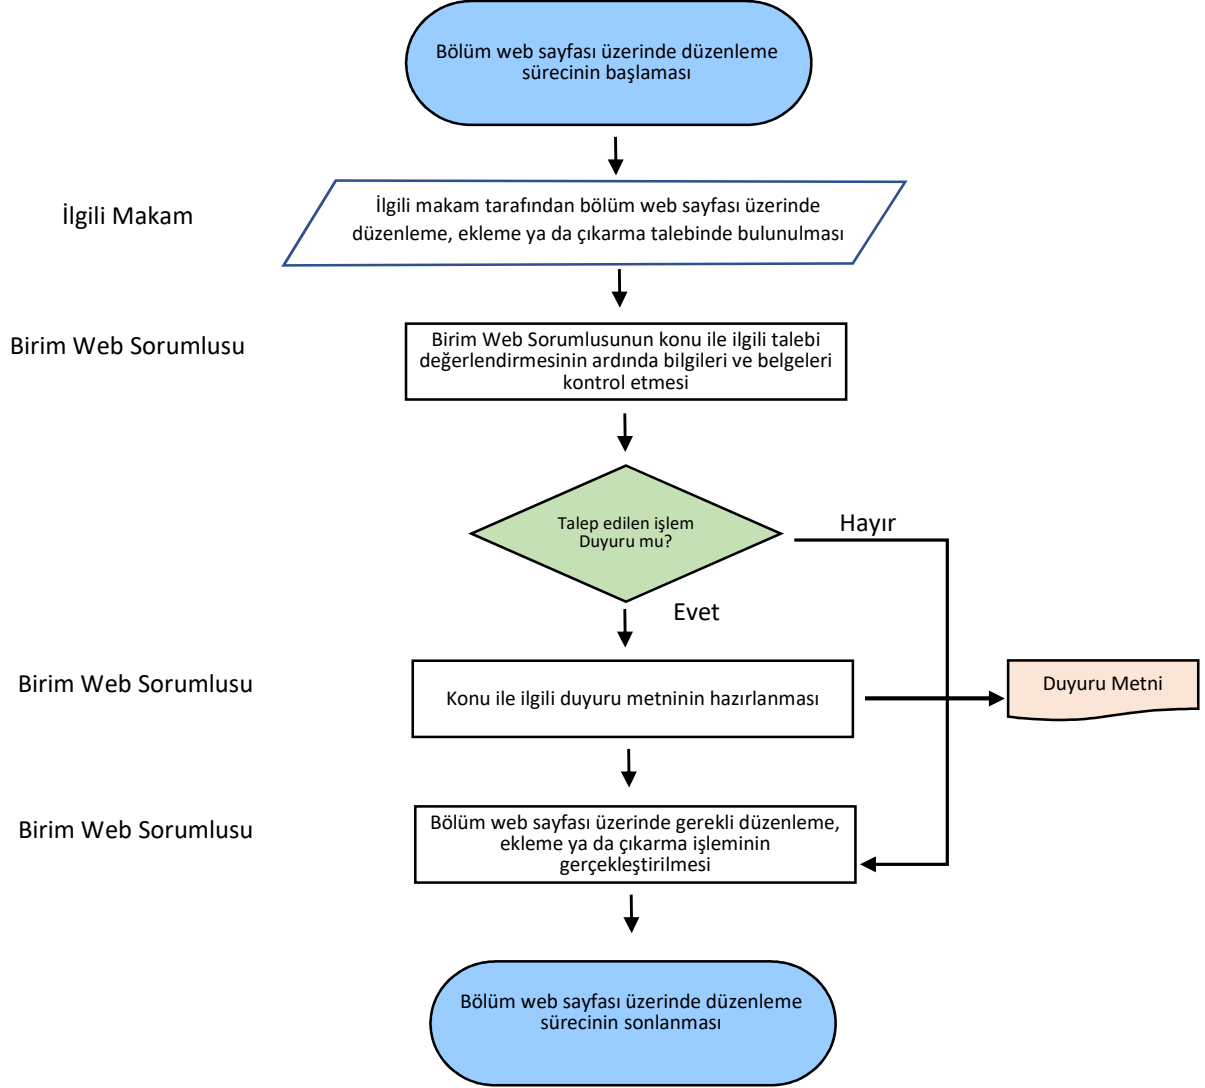 Bölüm web sayfası üzerinde düzenleme
sürecinin başlaması
İlgili Makam
İlgili makam tarafından bölüm web sayfası üzerinde
düzenleme, ekleme ya da çıkarma talebinde bulunulması
Birim Web Sorumlusu
Birim Web Sorumlusunun konu ile ilgili talebi
değerlendirmesinin ardında bilgileri ve belgeleri
kontrol etmesi
Talep edilen işlem
Duyuru mu?
Hayır
Evet
Birim Web Sorumlusu
Konu ile ilgili duyuru metninin hazırlanması
Duyuru Metni
Birim Web Sorumlusu
Bölüm web sayfası üzerinde gerekli düzenleme,
ekleme ya da çıkarma işleminin
gerçekleştirilmesi
Bölüm web sayfası üzerinde düzenleme
sürecinin sonlanması